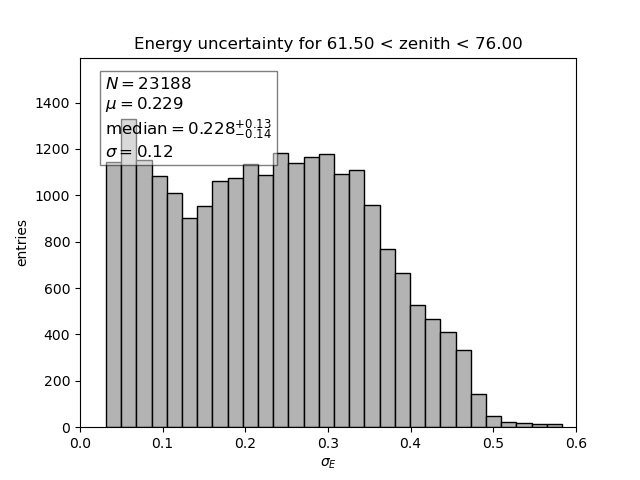 Energy uncertainty for 61.50 < zenith < 76.00
N = 23188
μ = 0.229
median = 0.228^{+0.13}_{-0.14}
σ = 0.12
1400
1200
1000
800
600
400
200
0
entries
0.0 0.1 0.2 0.3 0.4 0.5 0.6
σ_E